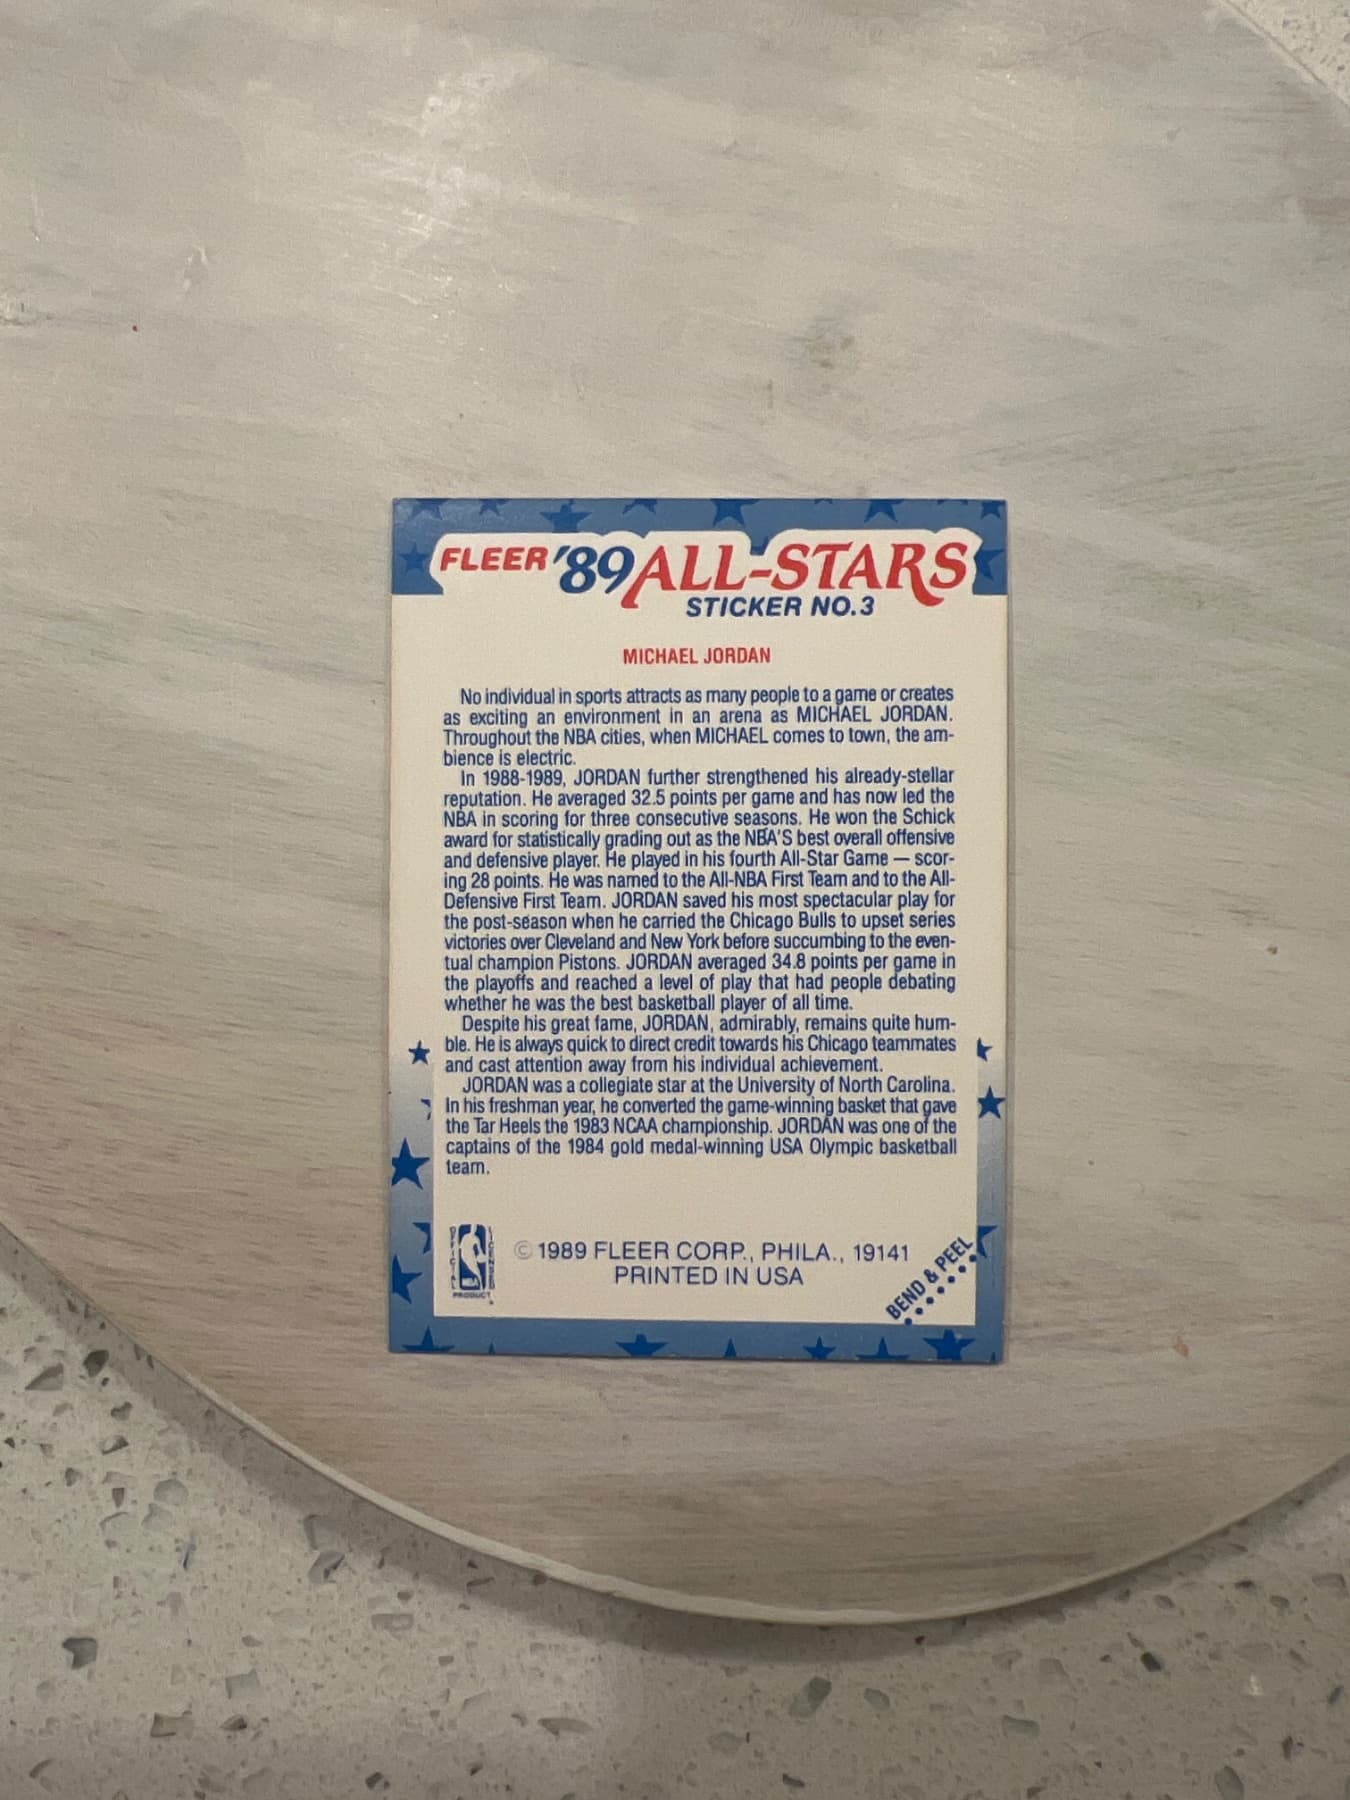 FLEER '89 ALL-STARS
STICKER NO.3
MICHAEL JORDAN
No individual in sports attracts as many people to a game or creates
as exciting an environment in an arena as MICHAEL JORDAN.
Throughout the NBA cities, when MICHAEL comes to town, the am-
bience is electric.
In 1988-1989, JORDAN further strengthened his already-stellar
reputation. He averaged 32.5 points per game and has now led the
NBA in scoring for three consecutive seasons. He won the Schick
award for statistically grading out as the NBA'S best overall offensive
and defensive player. He played in his fourth All-Star Game — scor-
ing 28 points. He was named to the All-NBA First Team and to the All-
Defensive First Team. JORDAN saved his most spectacular play for
the post-season when he carried the Chicago Bulls to upset series
victories over Cleveland and New York before succumbing to the even-
tual champion Pistons. JORDAN averaged 34.8 points per game in
the playoffs and reached a level of play that had people debating
whether he was the best basketball player of all time.
Despite his great fame, JORDAN, admirably, remains quite hum-
ble. He is always quick to direct credit towards his Chicago teammates
and cast attention away from his individual achievement.
JORDAN was a collegiate star at the University of North Carolina.
In his freshman year, he converted the game-winning basket that gave
the Tar Heels the 1983 NCAA championship. JORDAN was one of the
captains of the 1984 gold medal-winning USA Olympic basketball
team.
OFFICIAL LICENSED
NBA
PRODUCT
© 1989 FLEER CORP., PHILA., 19141
PRINTED IN USA
BEND & PEEL